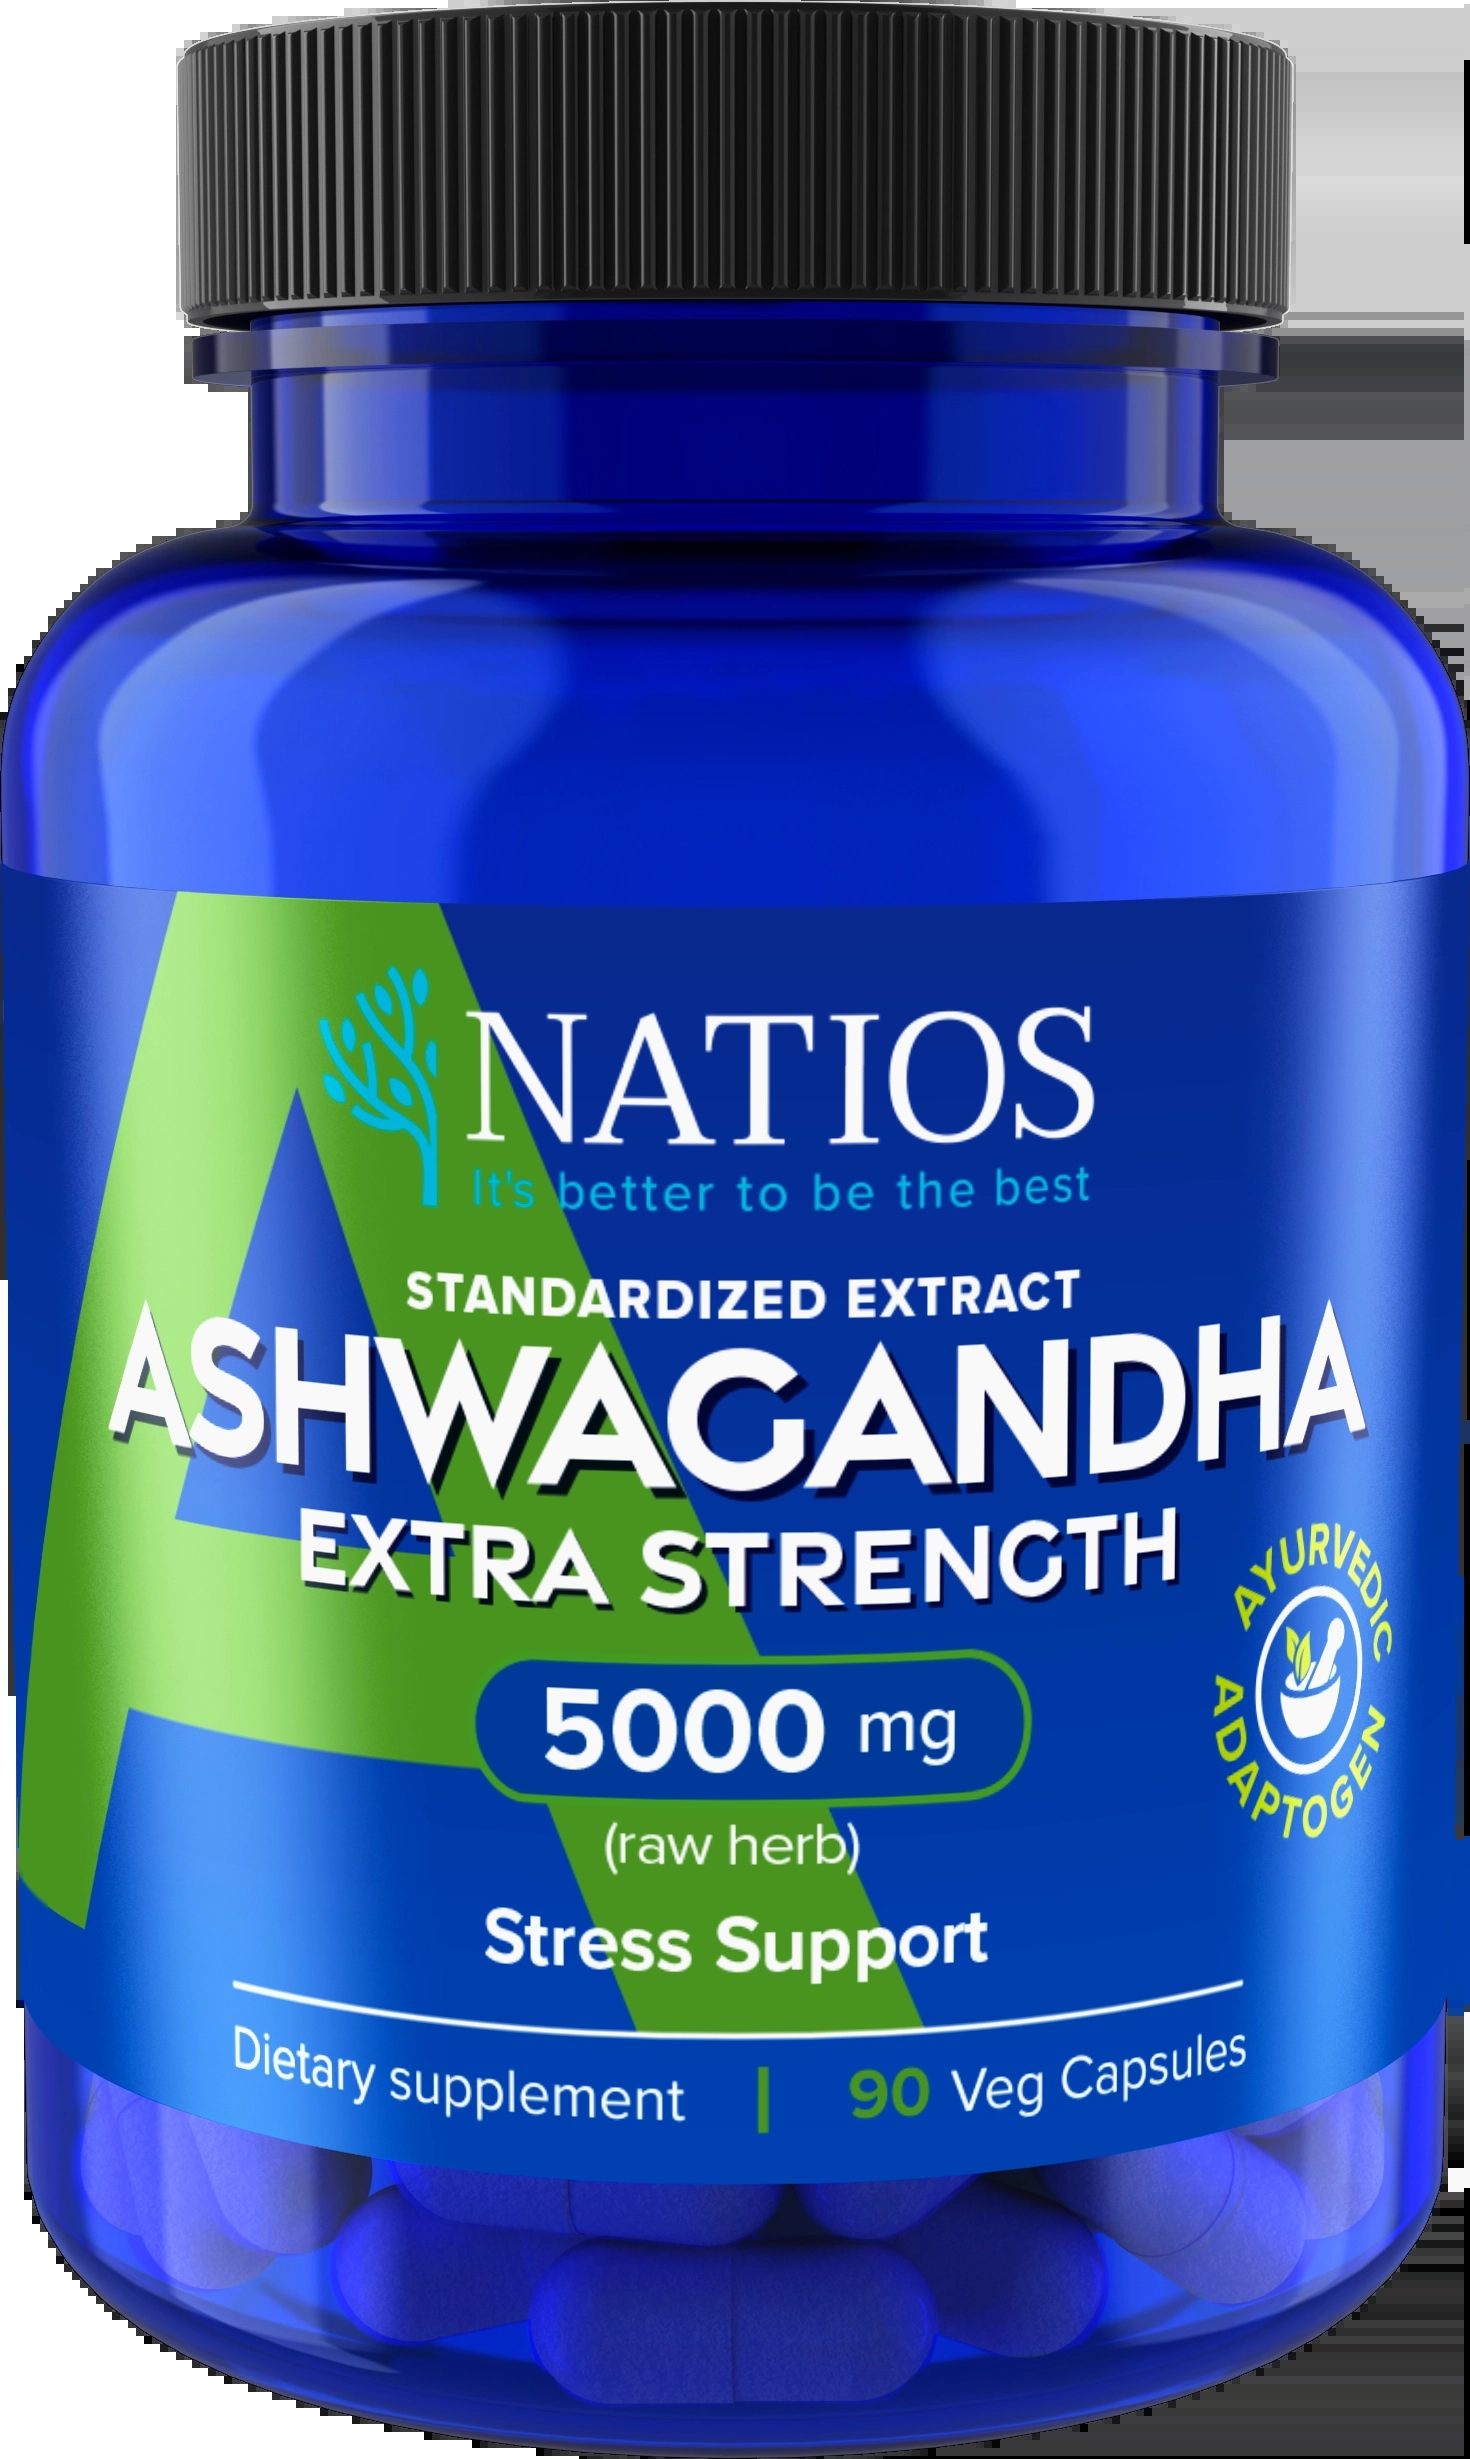 NATIOS
It's better to be the best
STANDARDIZED EXTRACT
ASHWAGANDHA
EXTRA STRENGTH
5000 mg
(raw herb)
AYURVEDIC
ADAPTOGEN
Stress Support
Dietary supplement | 90 Veg Capsules